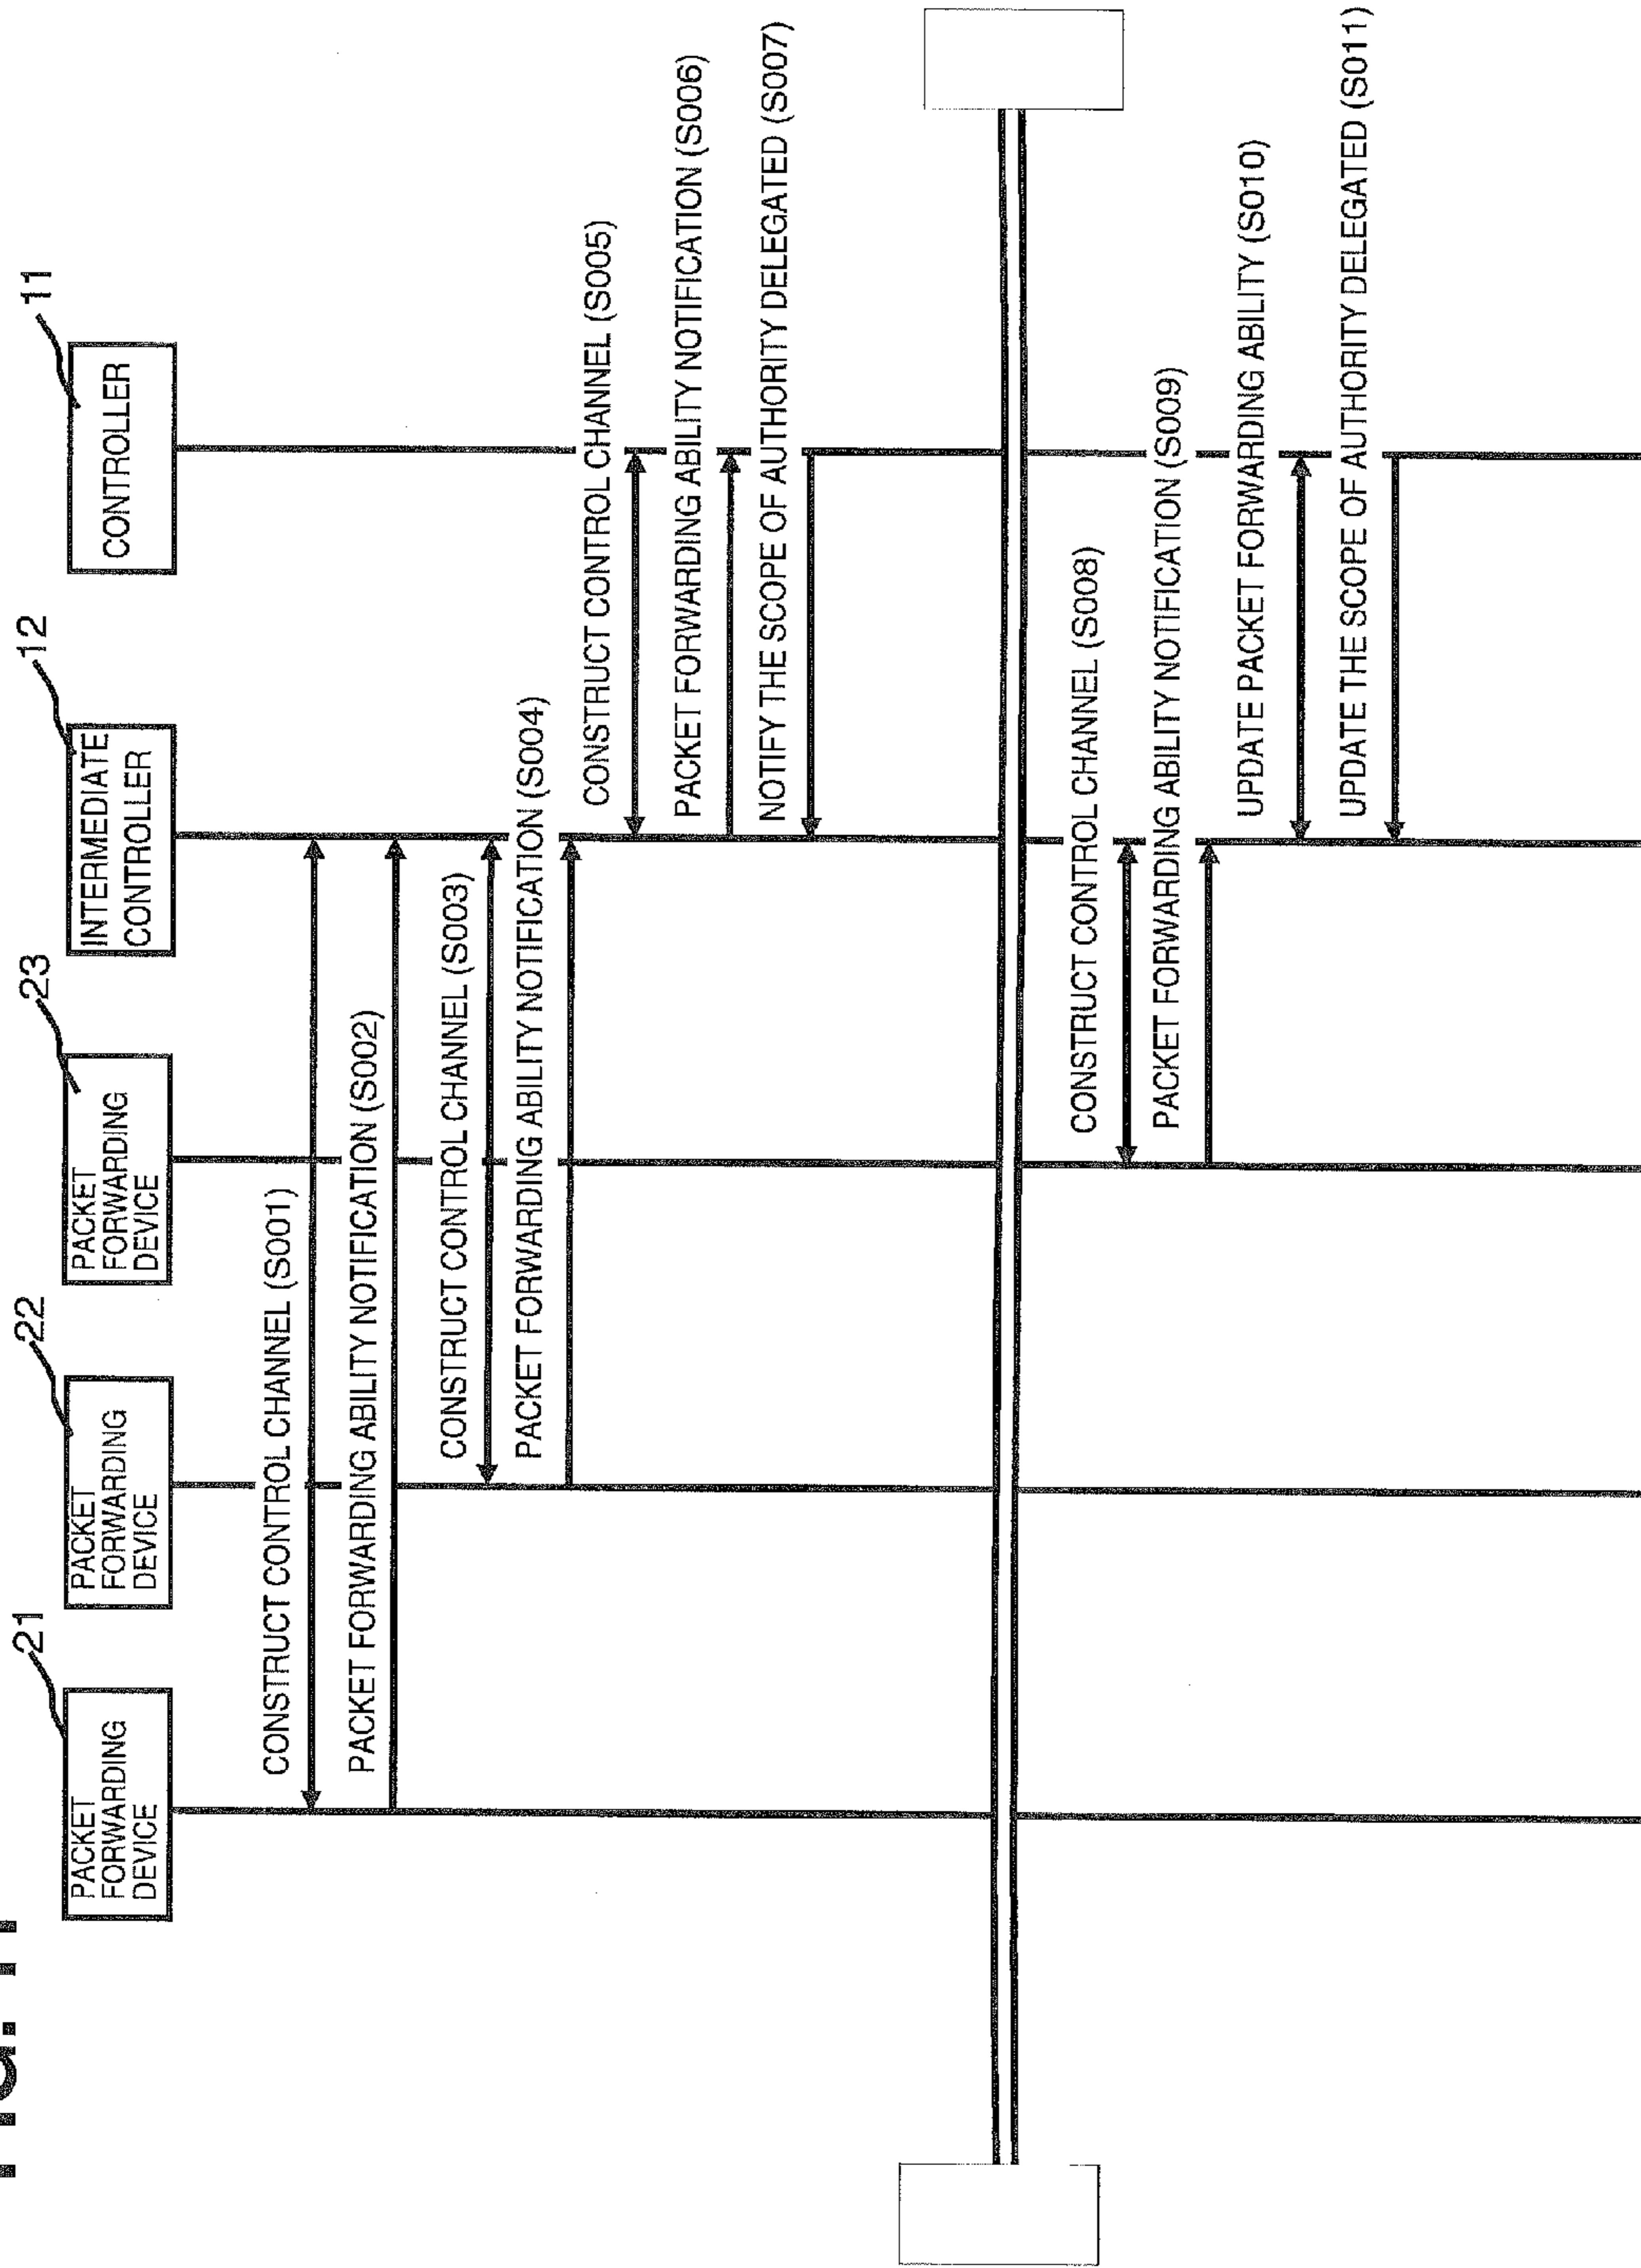 21
22
23
12
11
PACKET
FORWARDING
DEVICE
PACKET
FORWARDING
DEVICE
PACKET
FORWARDING
DEVICE
INTERMEDIATE
CONTROLLER
CONTROLLER
CONSTRUCT CONTROL CHANNEL (S001)
PACKET FORWARDING ABILITY NOTIFICATION (S002)
CONSTRUCT CONTROL CHANNEL (S003)
PACKET FORWARDING ABILITY NOTIFICATION (S004)
CONSTRUCT CONTROL CHANNEL (S005)
PACKET FORWARDING ABILITY NOTIFICATION (S006)
NOTIFY THE SCOPE OF AUTHORITY DELEGATED (S007)
CONSTRUCT CONTROL CHANNEL (S008)
PACKET FORWARDING ABILITY NOTIFICATION (S009)
UPDATE PACKET FORWARDING ABILITY (S010)
UPDATE THE SCOPE OF AUTHORITY DELEGATED (S011)